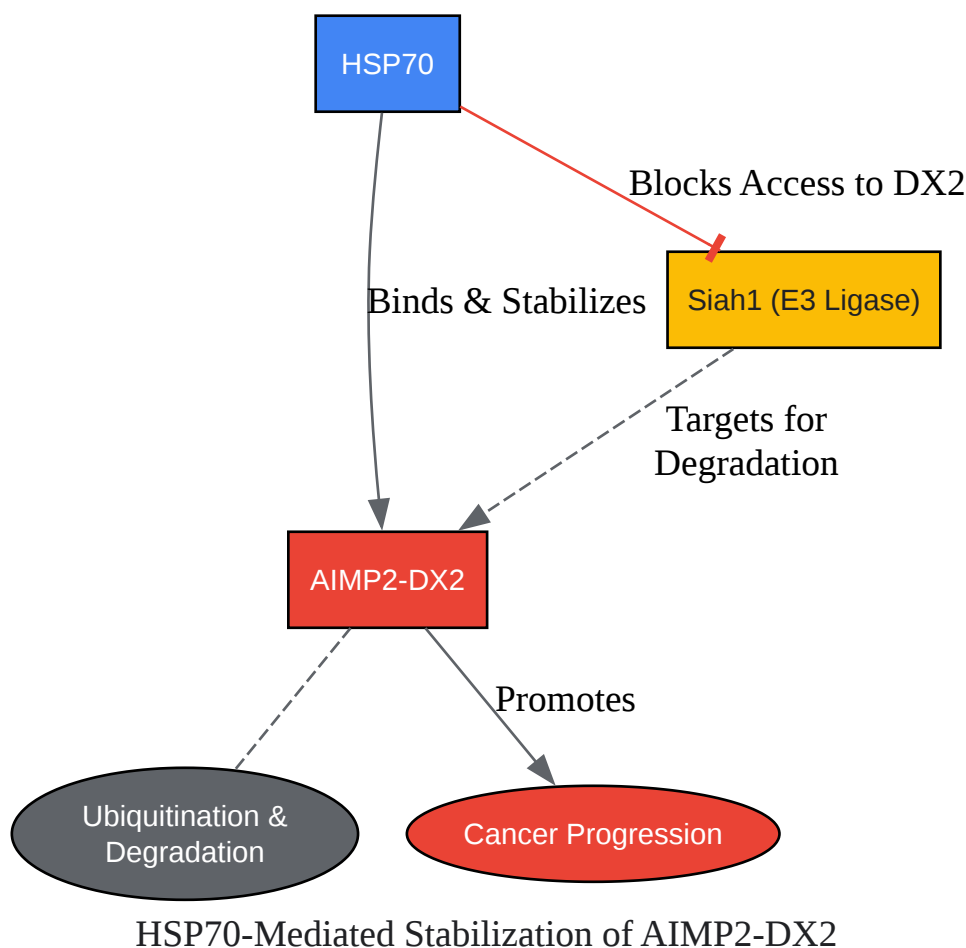 HSP70
Blocks Access to DX2
Binds & Stabilizes
Siah1 (E3 Ligase)
Targets for
Degradation
AIMP2-DX2
Promotes
Ubiquitination &
Degradation
Cancer Progression
HSP70-Mediated Stabilization of AIMP2-DX2